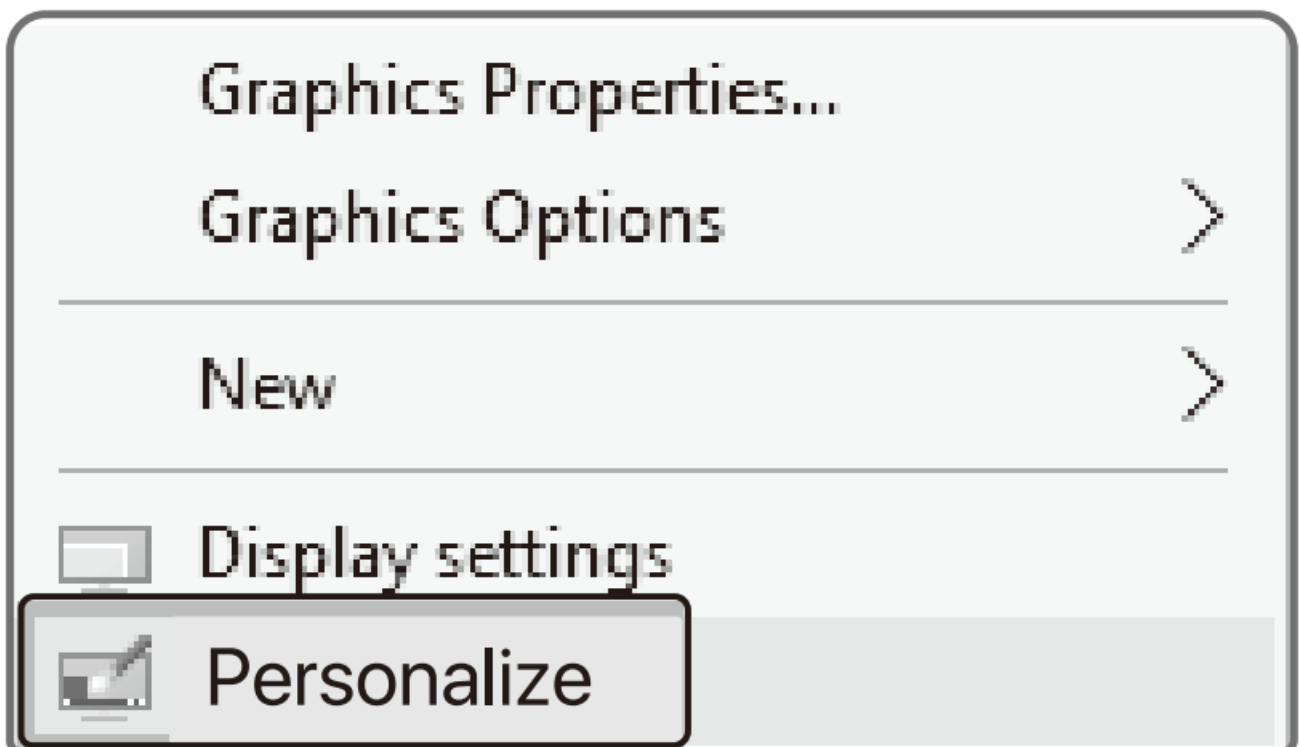 Graphics Properties...
Graphics Options
New
Display settings
Personalize